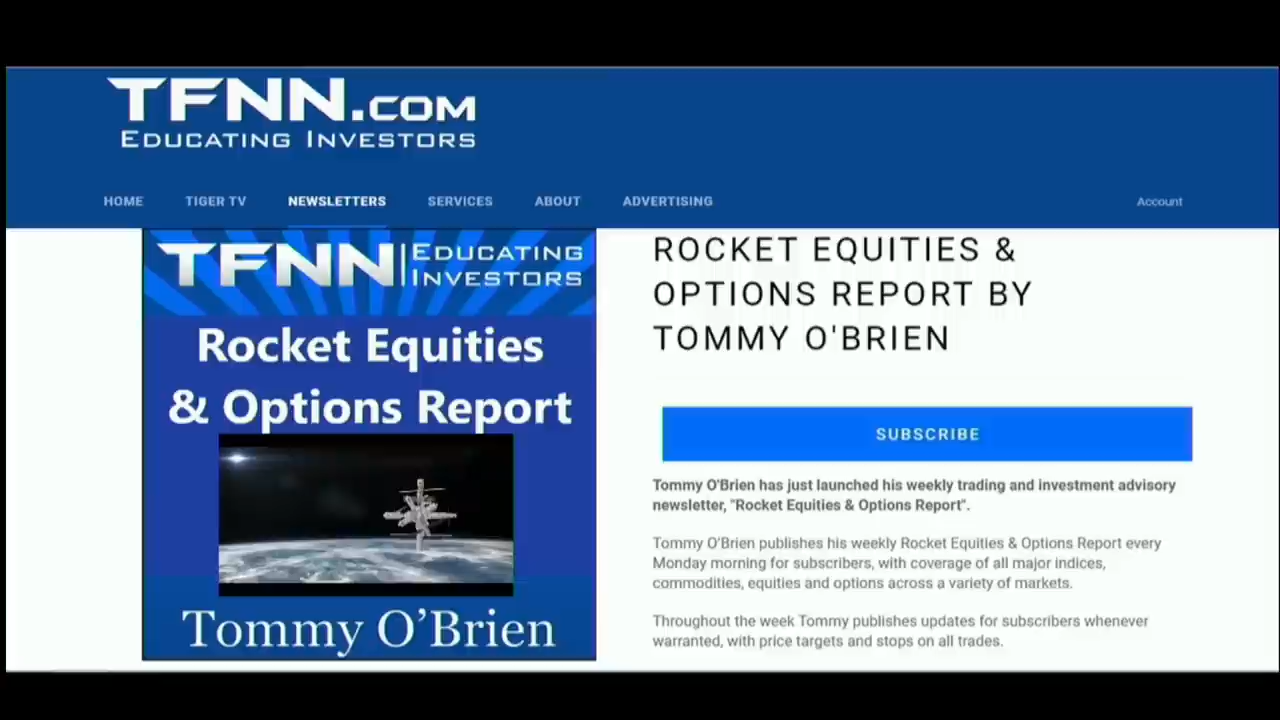 TFNN.COM
EDUCATING INVESTORS
HOME TIGER TV NEWSLETTERS SERVICES ABOUT ADVERTISING Account
TFNN EDUCATING
INVESTORS
Rocket Equities
& Options Report
Tommy O'Brien
ROCKET EQUITIES &
OPTIONS REPORT BY
TOMMY O'BRIEN
SUBSCRIBE
Tommy O'Brien has just launched his weekly trading and investment advisory
newsletter, "Rocket Equities & Options Report".
Tommy O'Brien publishes his weekly Rocket Equities & Options Report every
Monday morning for subscribers, with coverage of all major indices,
commodities, equities and options across a variety of markets.
Throughout the week Tommy publishes updates for subscribers whenever
warranted, with price targets and stops on all trades.